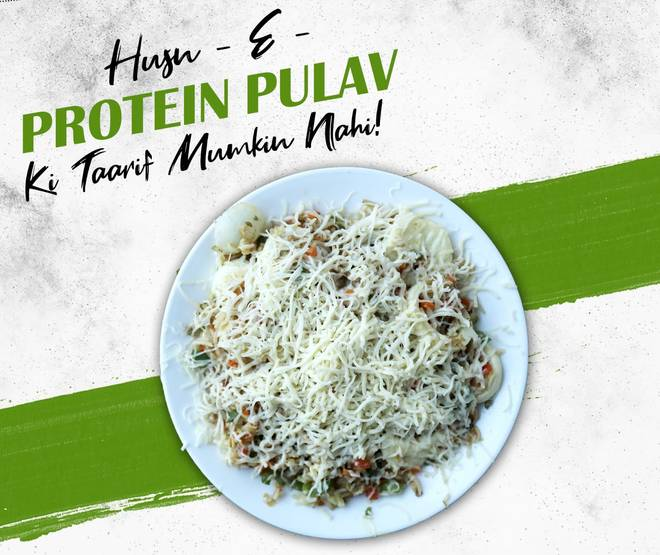 Husn - E -
PROTEIN PULAV
Ki Taarif Mumkin Nahi!